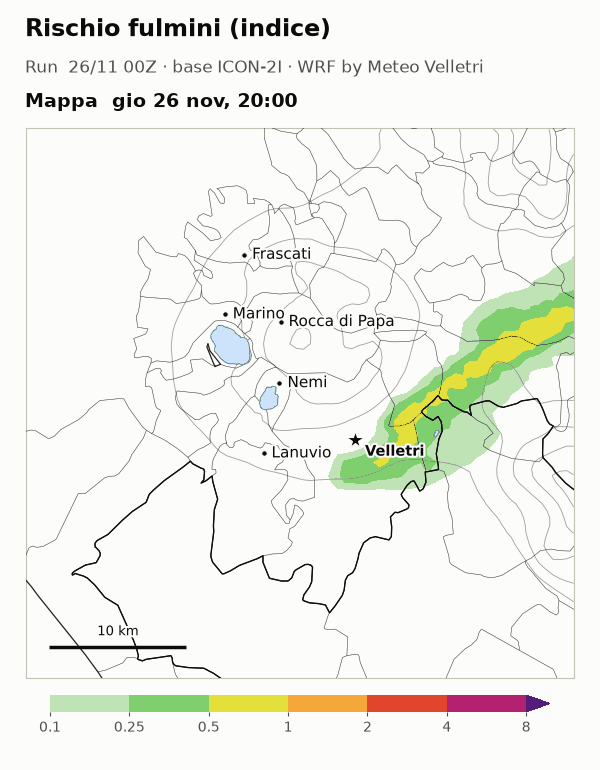 Rischio fulmini (indice)
Run  26/11 00Z · base ICON-2I · WRF by Meteo Velletri
Mappa  gio 26 nov, 20:00
Frascati
Marino
Rocca di Papa
Nemi
Velletri
Lanuvio
10 km
0.1 0.25 0.5 1 2 4 8